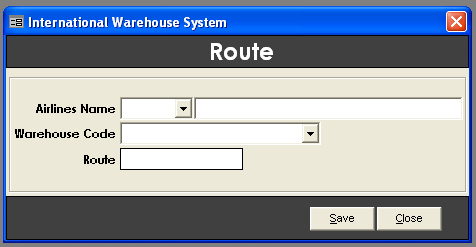 International Warehouse System
Route
Airlines Name
Warehouse Code
Route
Save Close